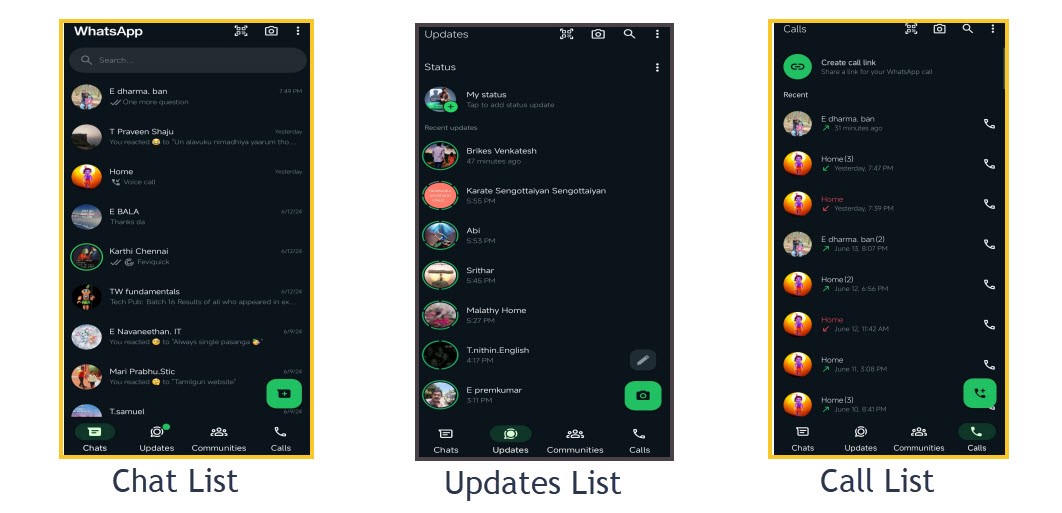 WhatsApp
Search...
E dharma. ban 7:49 PM
One more question
T Praveen Shaju Yesterday
You reacted 😂 to "Un alavuku nimadhiya yaarum tho...
Home Yesterday
Voice call
E BALA 6/12/24
Thanks da
Karthi Chennai 6/12/24
Feviquick
TW fundamentals 6/12/24
Tech Pub: Batch 16 Results of all who appeared in ex...
E Navaneethan. IT 6/9/24
You reacted 😏 to "Always single pasanga 🤝"
Mari Prabhu.Stic 6/9/24
You reacted 🫡 to "Tamilgun website"
T.samuel 6/9/24
Chats Updates Communities Calls
Chat List
Updates
Status
My status
Tap to add status update
Recent updates
Brikes Venkatesh
47 minutes ago
Karate Sengottaiyan Sengottaiyan
5:55 PM
Abi
5:53 PM
Srithar
5:45 PM
Malathy Home
5:27 PM
T.nithin.English
4:17 PM
E premkumar
3:11 PM
Chats Updates Communities Calls
Updates List
Calls
Create call link
Share a link for your WhatsApp call
Recent
E dharma. ban
31 minutes ago
Home (3)
Yesterday, 7:47 PM
Home
Yesterday, 7:39 PM
E dharma. ban (2)
June 13, 8:07 PM
Home (2)
June 12, 6:56 PM
Home
June 12, 11:42 AM
Home
June 11, 3:08 PM
Home (3)
June 10, 8:41 PM
Chats Updates Communities Calls
Call List